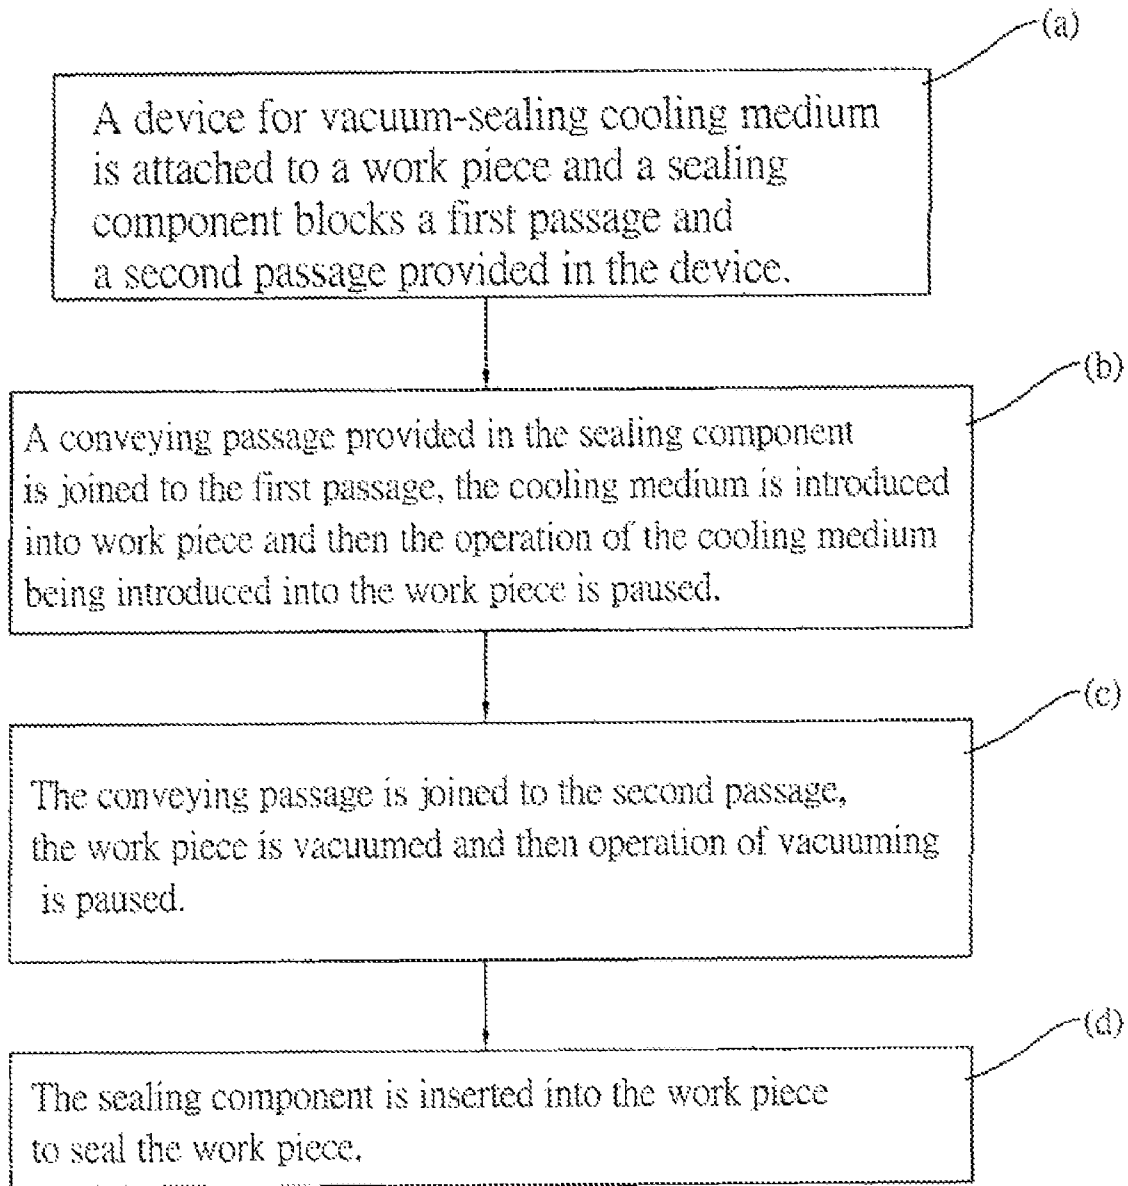 (a)
A device for vacuum-sealing cooling medium
is attached to a work piece and a sealing
component blocks a first passage and
a second passage provided in the device.
(b)
A conveying passage provided in the sealing component
is joined to the first passage, the cooling medium is introduced
into work piece and then the operation of the cooling medium
being introduced into the work piece is paused.
(c)
The conveying passage is joined to the second passage,
the work piece is vacuumed and then operation of vacuuming
is paused.
(d)
The sealing component is inserted into the work piece
to seal the work piece.